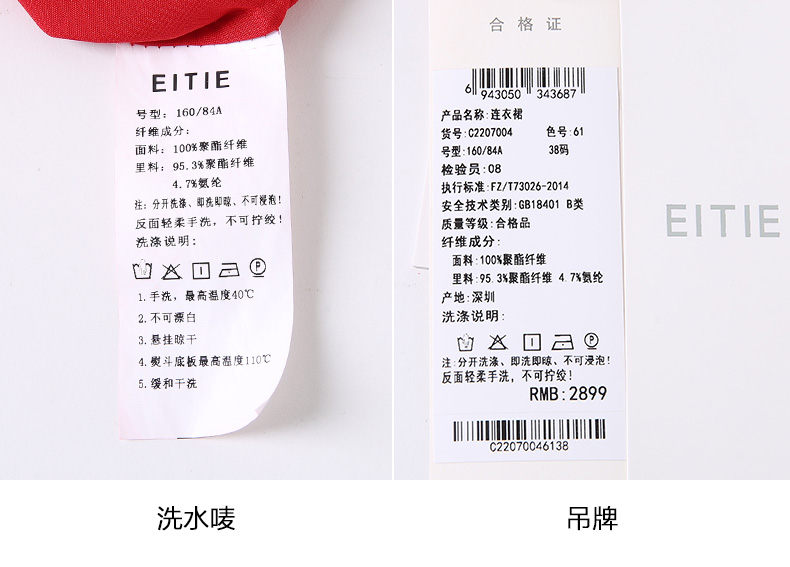 EITIE
号型: 160/84A
纤维成分:
面料: 100%聚酯纤维
里料: 95.3%聚酯纤维
4.7%氨纶
注: 分开洗涤、即洗即晾、不可浸泡!
反面轻柔手洗, 不可拧绞!
洗涤说明:
P
1.手洗, 最高温度40℃
2.不可漂白
3.悬挂晾干
4.熨斗底板最高温度110℃
5.缓和干洗
洗水唛
合格证
6 943050 343687
产品名称:连衣裙
货号:C2207004 色号:61
号型:160/84A 38码
检验员:08
执行标准:FZ/T73026-2014
安全技术类别:GB18401 B类
质量等级:合格品
纤维成分:
面料:100%聚酯纤维
里料:95.3%聚酯纤维 4.7%氨纶
产地:深圳
洗涤说明:
P
注:分开洗涤、即洗即晾、不可浸泡!
反面轻柔手洗,不可拧绞!
RMB:2899
C22070046138
EITIE
吊牌